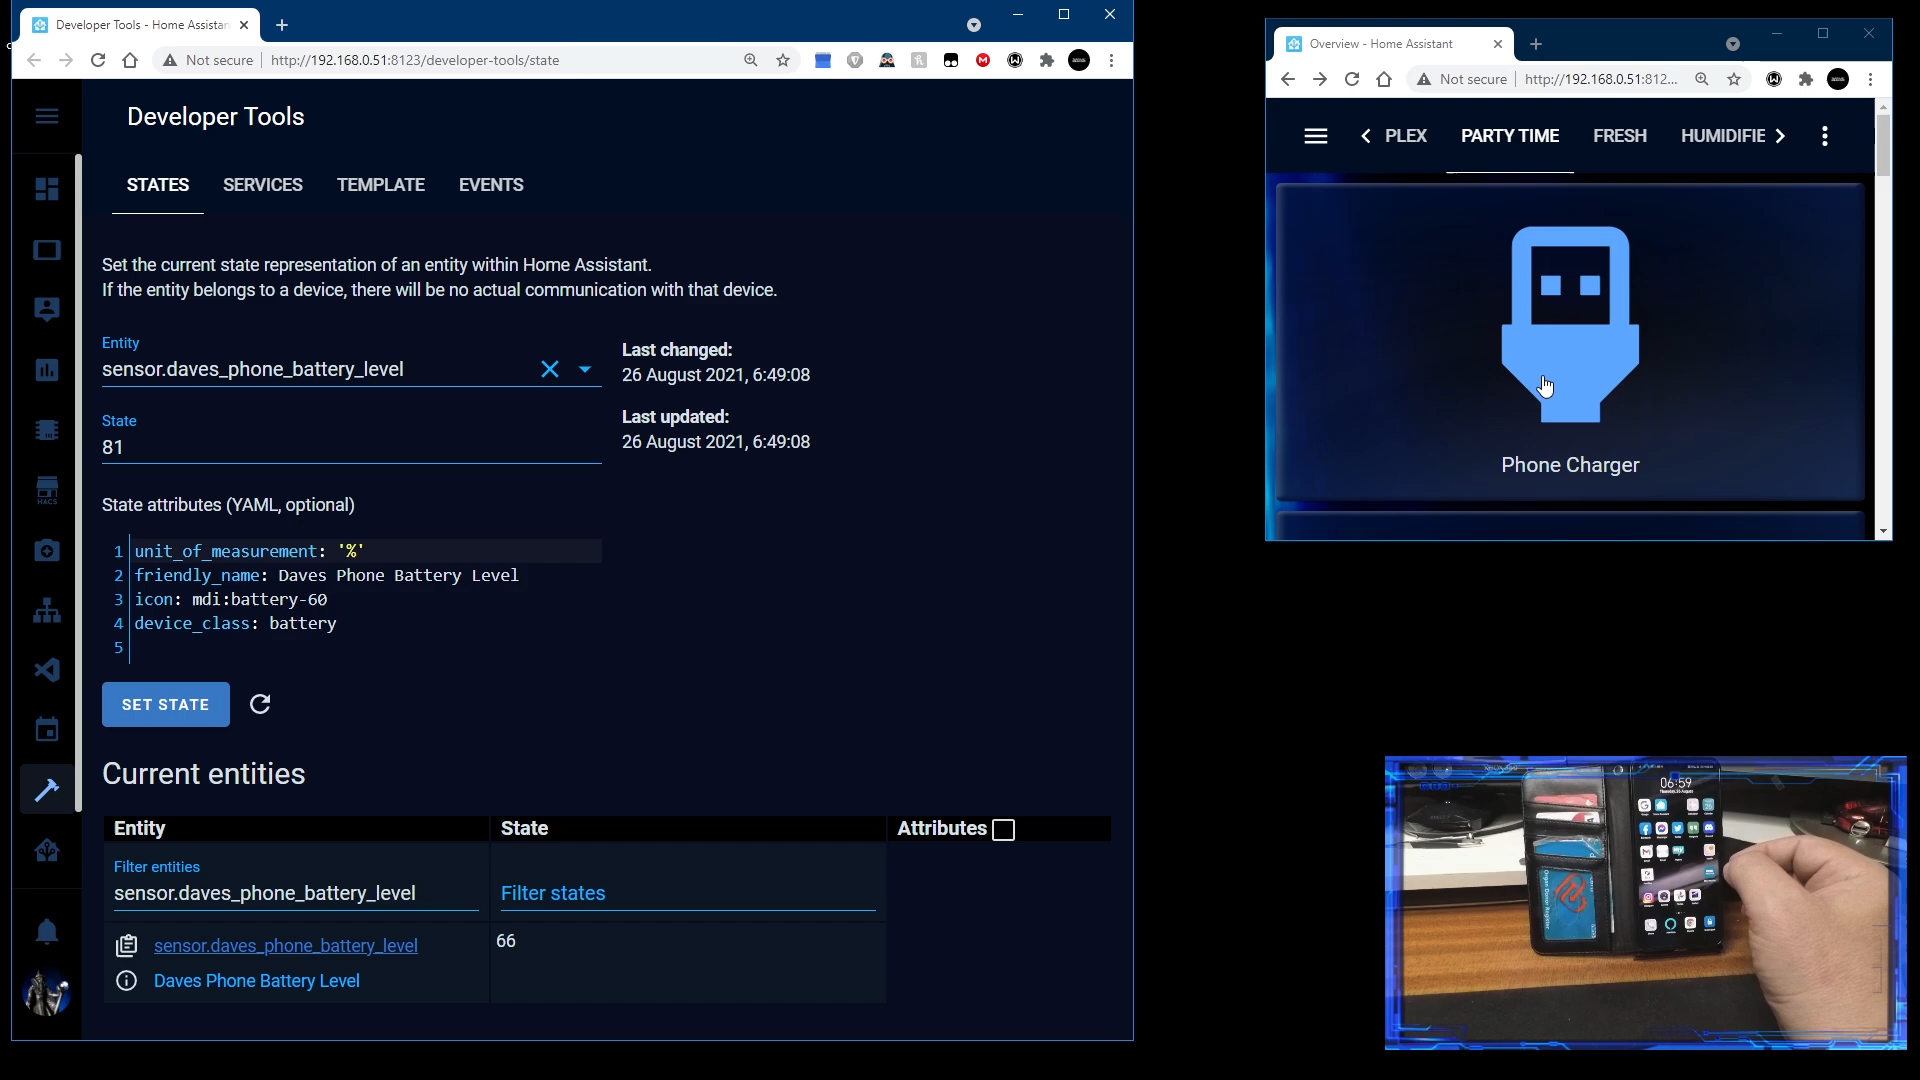 Developer Tools - Home Assistan
Not secure
http://192.168.0.51:8123/developer-tools/state
Developer Tools
STATES
SERVICES
TEMPLATE
EVENTS
Set the current state representation of an entity within Home Assistant.
If the entity belongs to a device, there will be no actual communication with that device.
Entity
sensor.daves_phone_battery_level
State
81
Last changed:
26 August 2021, 6:49:08
Last updated:
26 August 2021, 6:49:08
State attributes (YAML, optional)
1 unit_of_measurement: '%'
2 friendly_name: Daves Phone Battery Level
3 icon: mdi:battery-60
4 device_class: battery
5
SET STATE
Current entities
Entity
State
Attributes
Filter entities
sensor.daves_phone_battery_level
Filter states
sensor.daves_phone_battery_level
66
Daves Phone Battery Level
HACS
Overview - Home Assistant
Not secure
http://192.168.0.51:812...
PLEX
PARTY TIME
FRESH
HUMIDIFIE
Phone Charger
06:59
Organ Donor Register